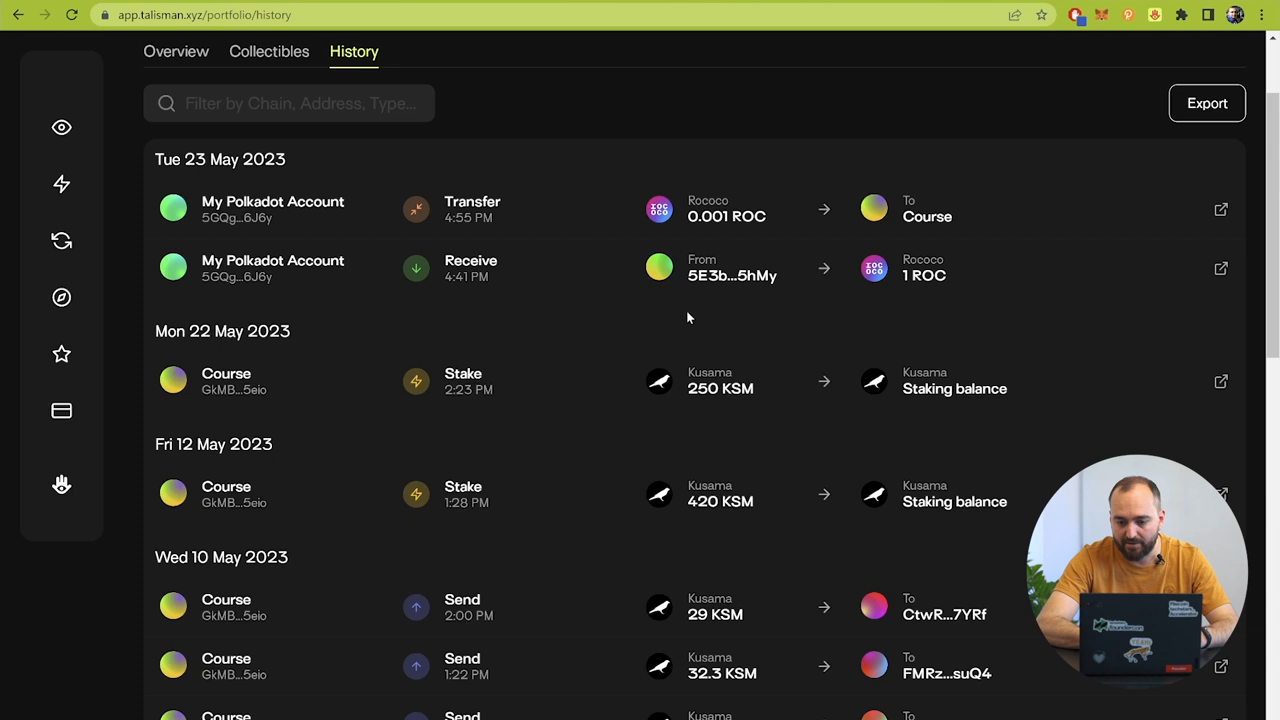 app.talisman.xyz/portfolio/history
Overview Collectibles History
Filter by Chain, Address, Type...
Export
Tue 23 May 2023
My Polkadot Account Transfer Rococo To
5GQg...6J6y 4:55 PM 0.001 ROC Course
My Polkadot Account Receive From Rococo
5GQg...6J6y 4:41 PM 5E3b...5hMy 1 ROC
Mon 22 May 2023
Course Stake Kusama Kusama
GkMB...5eio 2:23 PM 250 KSM Staking balance
Fri 12 May 2023
Course Stake Kusama Kusama
GkMB...5eio 1:28 PM 420 KSM Staking balance
Wed 10 May 2023
Course Send Kusama To
GkMB...5eio 2:00 PM 29 KSM CtwR...7YRf
Course Send Kusama To
GkMB...5eio 1:22 PM 32.3 KSM FMRz...suQ4
Course Send Kusama To